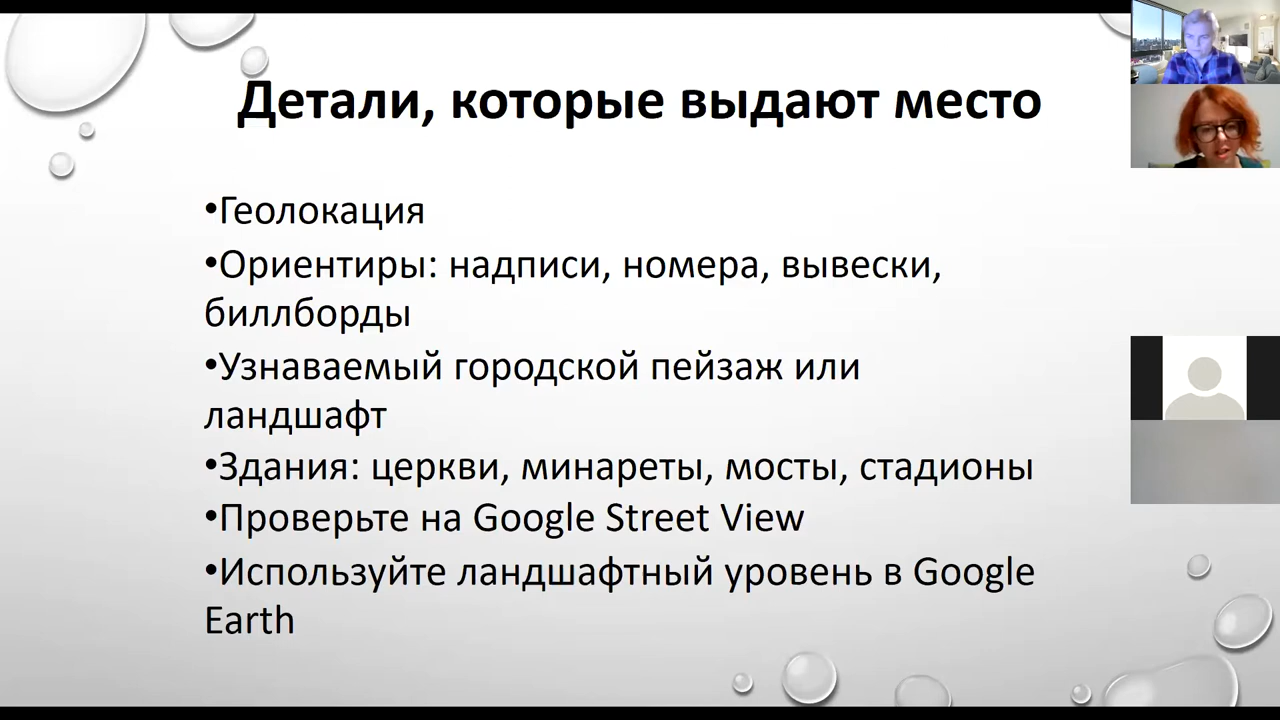 Детали, которые выдают место
•Геолокация
•Ориентиры: надписи, номера, вывески,
биллборды
•Узнаваемый городской пейзаж или
ландшафт
•Здания: церкви, минареты, мосты, стадионы
•Проверьте на Google Street View
•Используйте ландшафтный уровень в Google
Earth